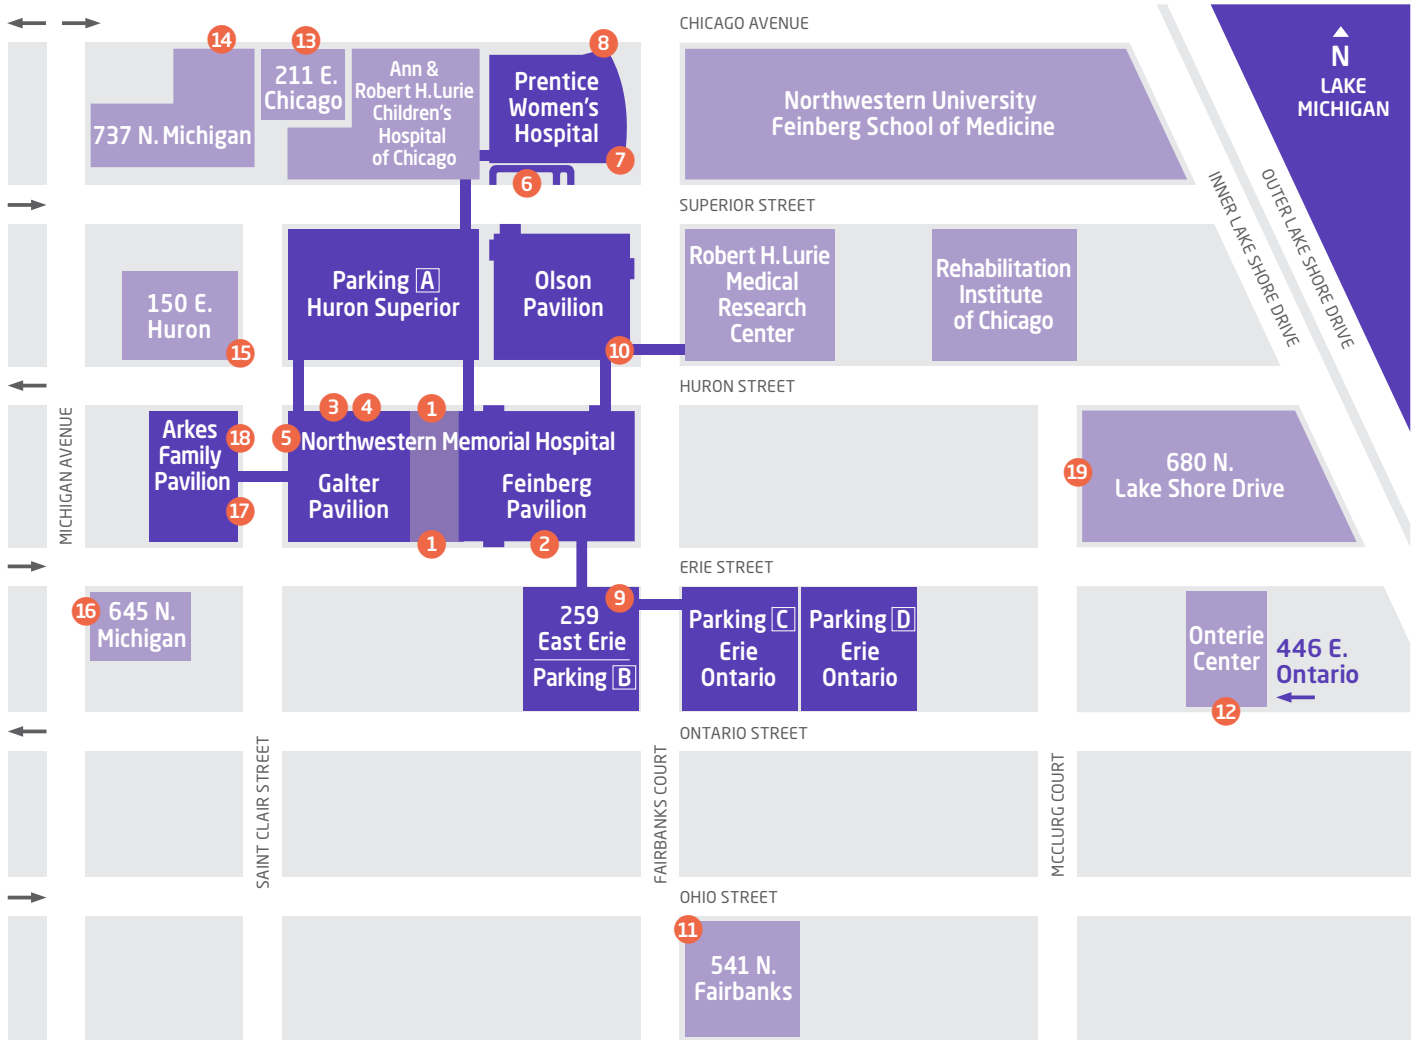 CHICAGO AVENUE
14
13
8
N
LAKE
MICHIGAN
737 N. Michigan
211 E.
Chicago
Ann &
Robert H.Lurie
Children's
Hospital
of Chicago
Prentice
Women's
Hospital
7
6
Northwestern University
Feinberg School of Medicine
INNER LAKE SHORE DRIVE
OUTER LAKE SHORE DRIVE
SUPERIOR STREET
150 E.
Huron
15
Parking A
Huron Superior
Olson
Pavilion
10
Robert H.Lurie
Medical
Research
Center
Rehabilitation
Institute
of Chicago
HURON STREET
MICHIGAN AVENUE
Arkes
Family
Pavilion
18
17
3
4
1
5
Northwestern Memorial Hospital
Galter
Pavilion
Feinberg
Pavilion
1
2
19
680 N.
Lake Shore Drive
ERIE STREET
16
645 N.
Michigan
9
259
East Erie
Parking B
Parking C
Erie
Ontario
Parking D
Erie
Ontario
Onterie
Center
446 E.
Ontario
12
ONTARIO STREET
SAINT CLAIR STREET
FAIRBANKS COURT
MCCLURG COURT
OHIO STREET
11
541 N.
Fairbanks